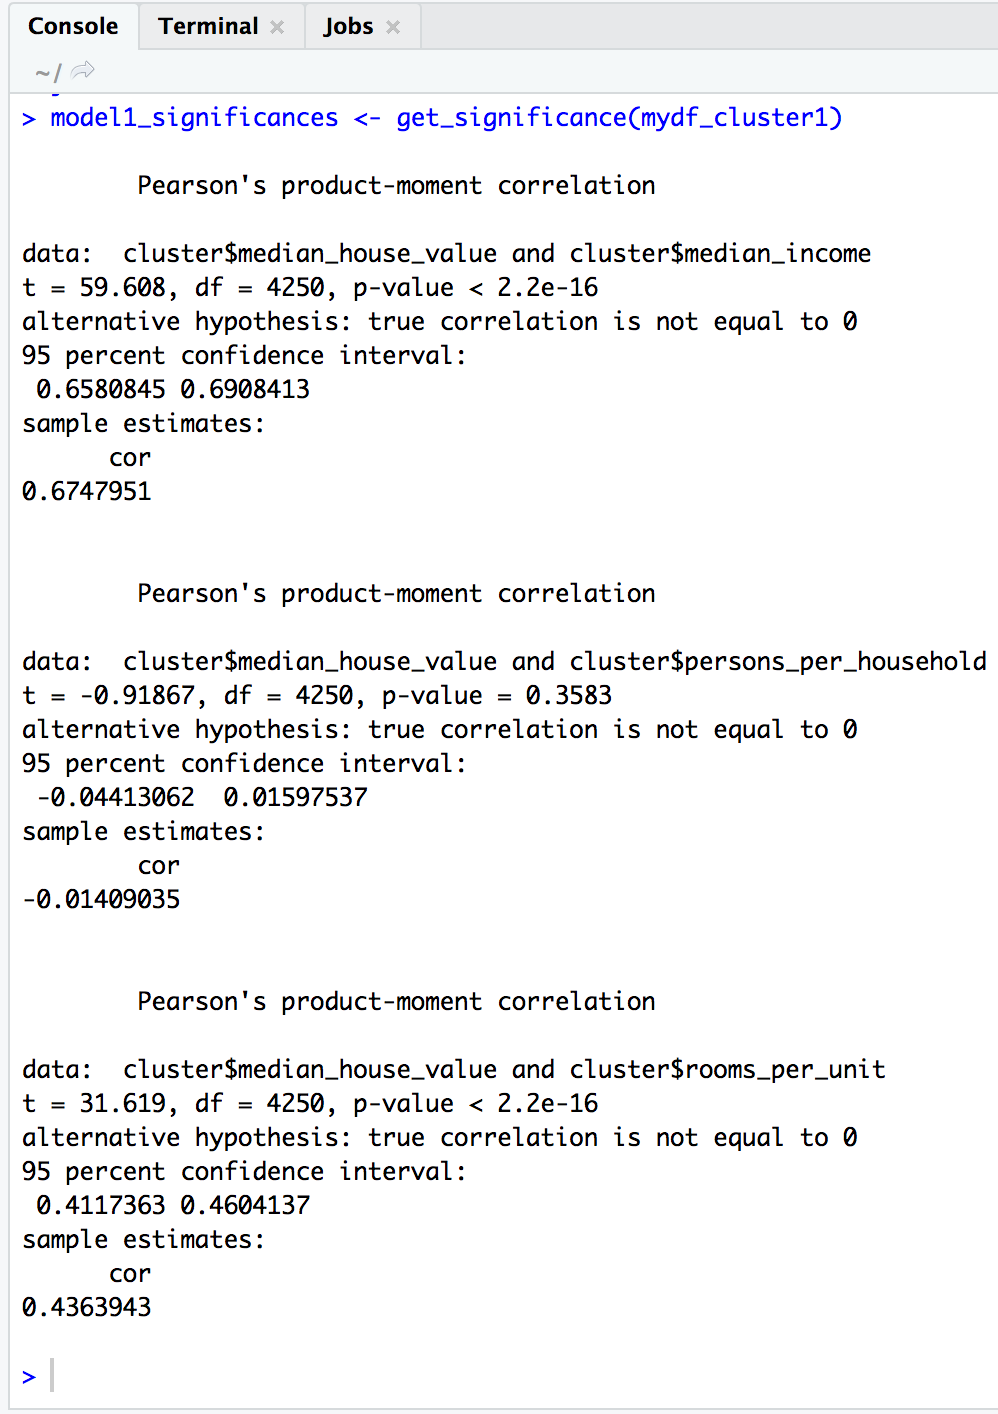 Console Terminal × Jobs ×
~/
> model1_significances <- get_significance(mydf_cluster1)
Pearson's product-moment correlation
data:  cluster$median_house_value and cluster$median_income
t = 59.608, df = 4250, p-value < 2.2e-16
alternative hypothesis: true correlation is not equal to 0
95 percent confidence interval:
 0.6580845 0.6908413
sample estimates:
      cor
0.6747951
Pearson's product-moment correlation
data:  cluster$median_house_value and cluster$persons_per_household
t = -0.91867, df = 4250, p-value = 0.3583
alternative hypothesis: true correlation is not equal to 0
95 percent confidence interval:
 -0.04413062  0.01597537
sample estimates:
        cor
-0.01409035
Pearson's product-moment correlation
data:  cluster$median_house_value and cluster$rooms_per_unit
t = 31.619, df = 4250, p-value < 2.2e-16
alternative hypothesis: true correlation is not equal to 0
95 percent confidence interval:
 0.4117363 0.4604137
sample estimates:
      cor
0.4363943
>